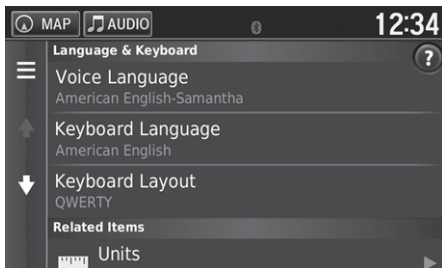 MAP AUDIO 12:34
Language & Keyboard
?
Voice Language
American English-Samantha
Keyboard Language
American English
Keyboard Layout
QWERTY
Related Items
Units